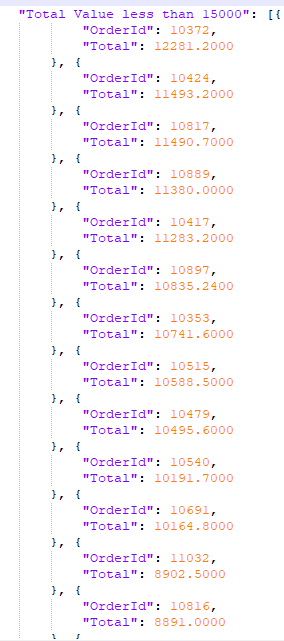 "Total Value less than 15000": [{
"OrderId": 10372,
"Total": 12281.2000
}, {
"OrderId": 10424,
"Total": 11493.2000
}, {
"OrderId": 10817,
"Total": 11490.7000
}, {
"OrderId": 10889,
"Total": 11380.0000
}, {
"OrderId": 10417,
"Total": 11283.2000
}, {
"OrderId": 10897,
"Total": 10835.2400
}, {
"OrderId": 10353,
"Total": 10741.6000
}, {
"OrderId": 10515,
"Total": 10588.5000
}, {
"OrderId": 10479,
"Total": 10495.6000
}, {
"OrderId": 10540,
"Total": 10191.7000
}, {
"OrderId": 10691,
"Total": 10164.8000
}, {
"OrderId": 11032,
"Total": 8902.5000
}, {
"OrderId": 10816,
"Total": 8891.0000
}, {